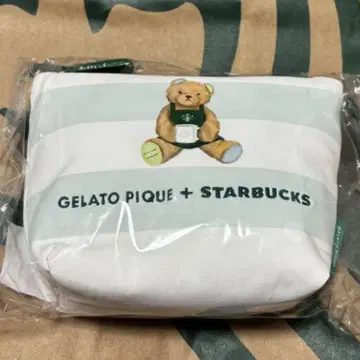 GELATO PIQUE + STARBUCKS